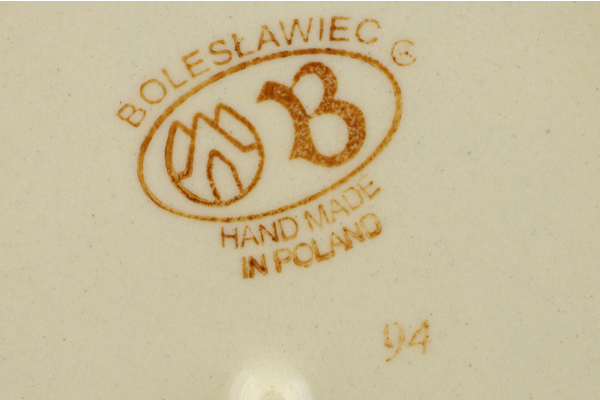 BOLESŁAWIEC ©
B
HAND MADE
IN POLAND
94